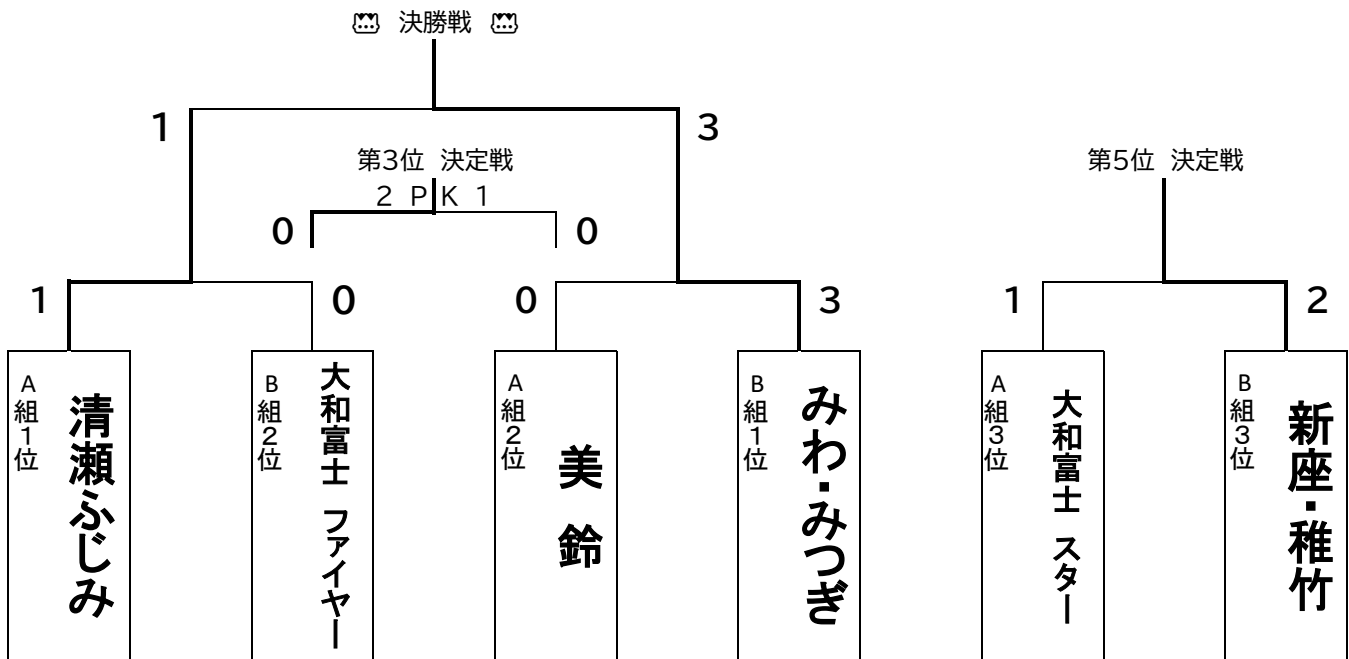 決勝戦
1
3
第3位 決定戦
第5位 決定戦
2 P K 1
0
0
1
0
0
3
1
2
A組1位
清瀬ふじみ
B組2位
大和富士 ファイヤー
A組2位
美 鈴
B組1位
みわ・みつぎ
A組3位
大和富士 スター
B組3位
新座・稚竹